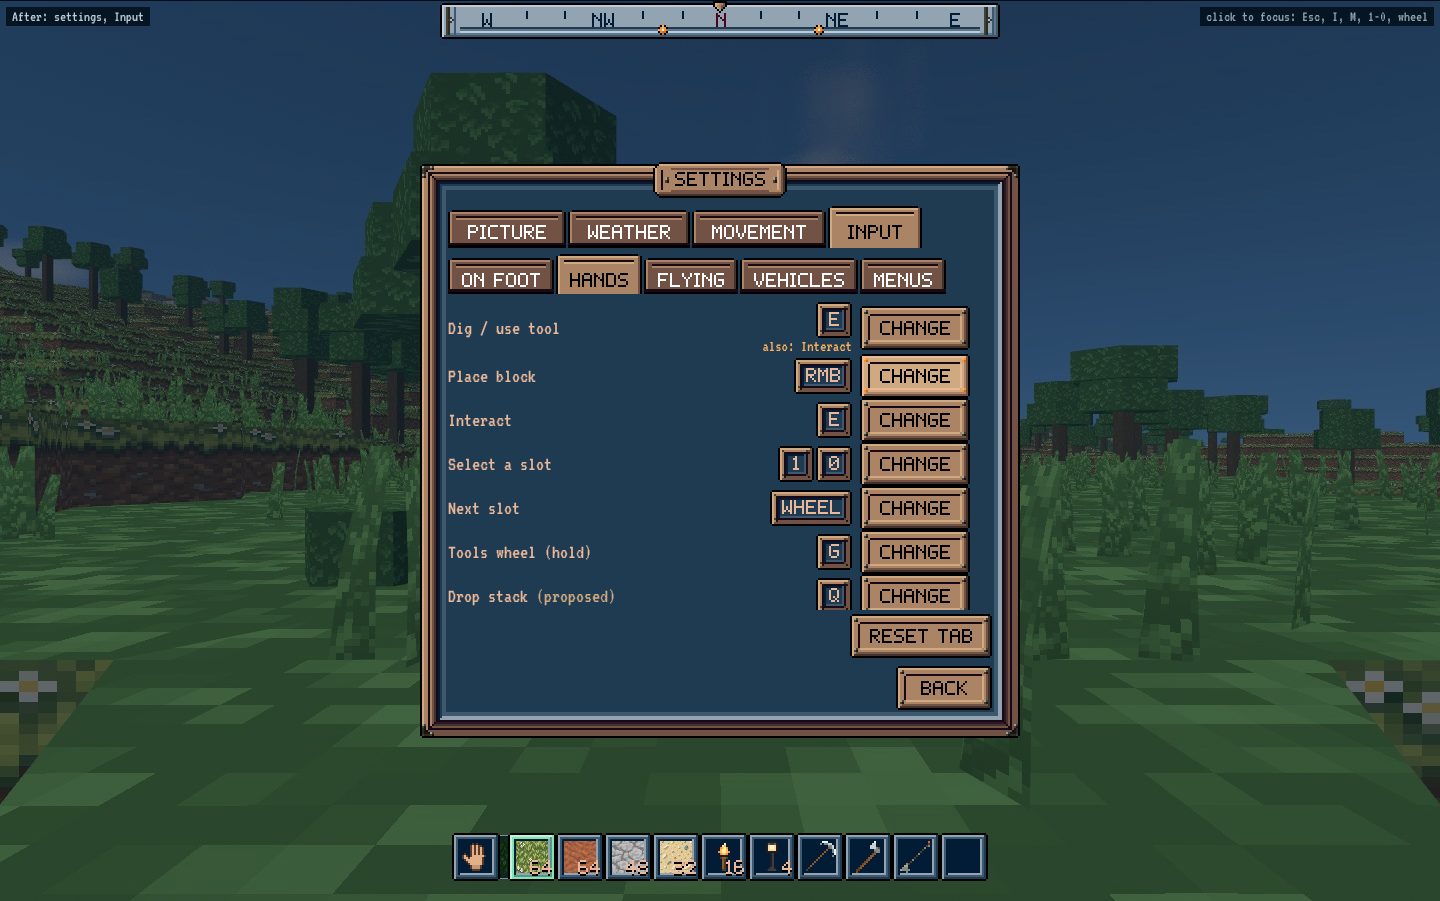 After: settings, Input
W NW N NE E
click to focus: Esc, I, M, 1-0, wheel
SETTINGS
PICTURE WEATHER MOVEMENT INPUT
ON FOOT HANDS FLYING VEHICLES MENUS
Dig / use tool E CHANGE
also: Interact
Place block RMB CHANGE
Interact E CHANGE
Select a slot 1 0 CHANGE
Next slot WHEEL CHANGE
Tools wheel (hold) G CHANGE
Drop stack (proposed) Q CHANGE
RESET TAB
BACK
64 64 48 32 16 4